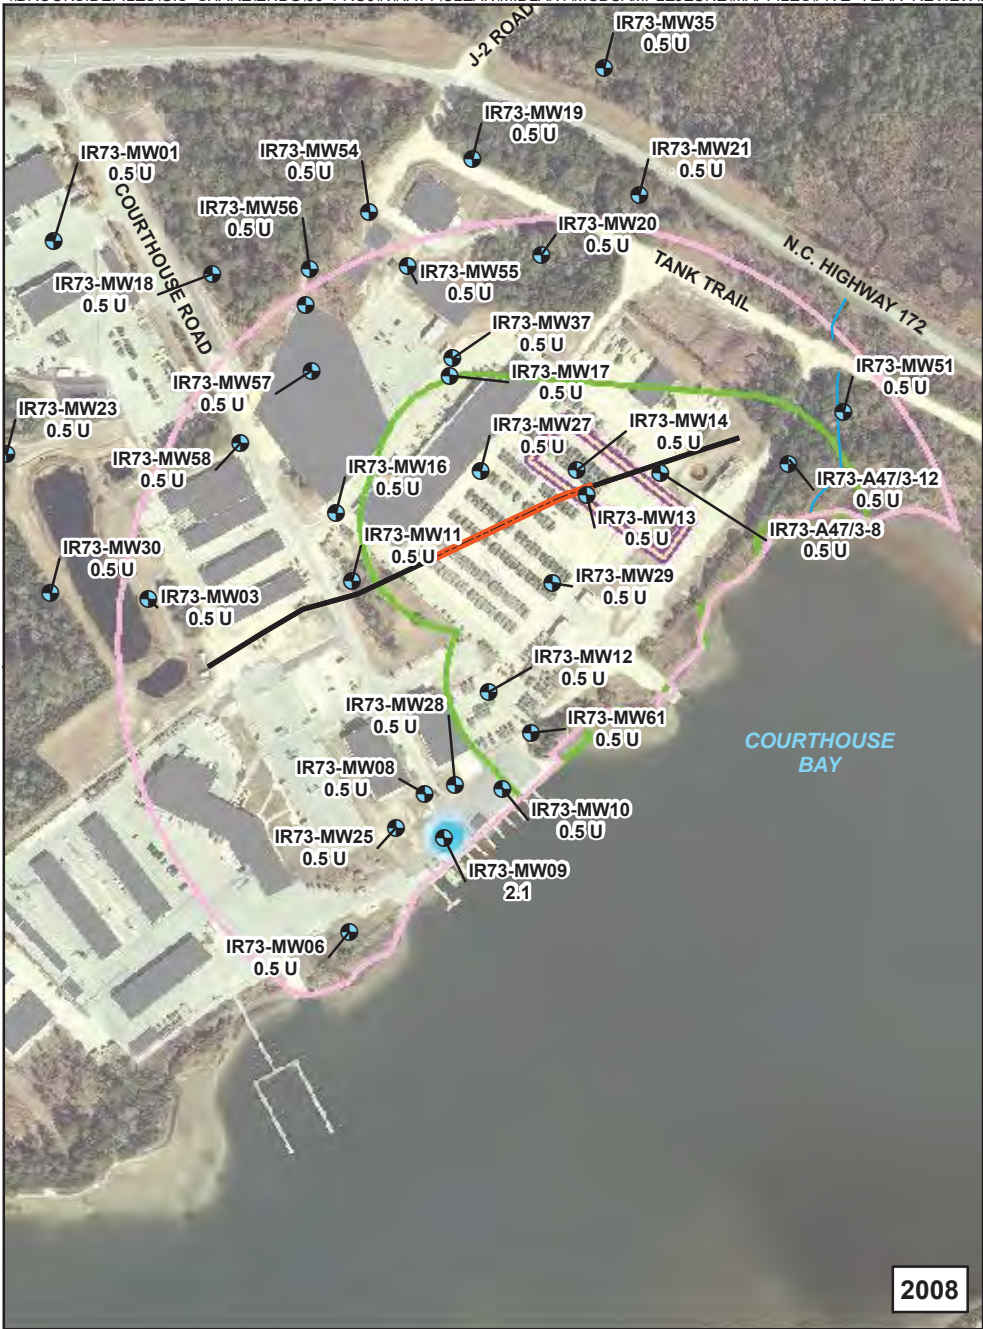 J-2 ROAD
IR73-MW35
0.5 U
IR73-MW19
0.5 U
IR73-MW01
0.5 U
IR73-MW54
0.5 U
IR73-MW21
0.5 U
COURTHOUSE ROAD
IR73-MW56
0.5 U
IR73-MW20
0.5 U
N.C. HIGHWAY 172
TANK TRAIL
IR73-MW18
0.5 U
IR73-MW55
0.5 U
IR73-MW37
0.5 U
IR73-MW17
0.5 U
IR73-MW57
0.5 U
IR73-MW51
0.5 U
IR73-MW23
0.5 U
IR73-MW27
0.5 U
IR73-MW14
0.5 U
IR73-MW58
0.5 U
IR73-MW16
0.5 U
IR73-A47/3-12
0.5 U
IR73-MW13
0.5 U
IR73-A47/3-8
0.5 U
IR73-MW11
0.5 U
IR73-MW30
0.5 U
IR73-MW03
0.5 U
IR73-MW29
0.5 U
IR73-MW12
0.5 U
IR73-MW28
0.5 U
IR73-MW61
0.5 U
COURTHOUSE
BAY
IR73-MW08
0.5 U
IR73-MW10
0.5 U
IR73-MW25
0.5 U
IR73-MW09
2.1
IR73-MW06
0.5 U
2008